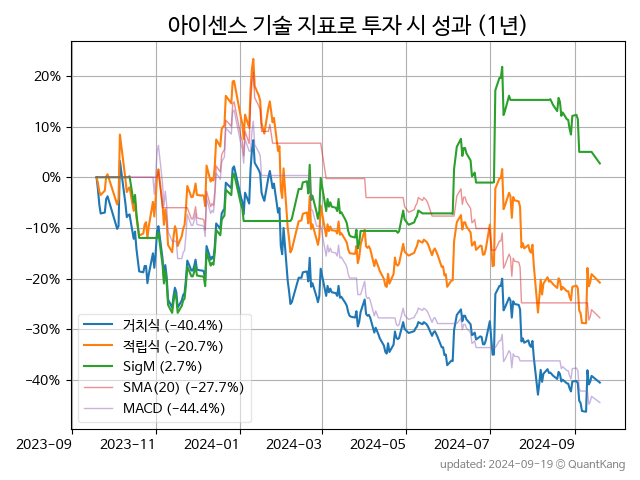 아이센스 기술 지표로 투자 시 성과 (1년)
20%
10%
0%
−10%
−20%
−30%
−40%
거치식 (−40.4%)
적립식 (−20.7%)
SigM (2.7%)
SMA(20) (−27.7%)
MACD (−44.4%)
2023-09 2023-11 2024-01 2024-03 2024-05 2024-07 2024-09
updated: 2024-09-19 © QuantKang